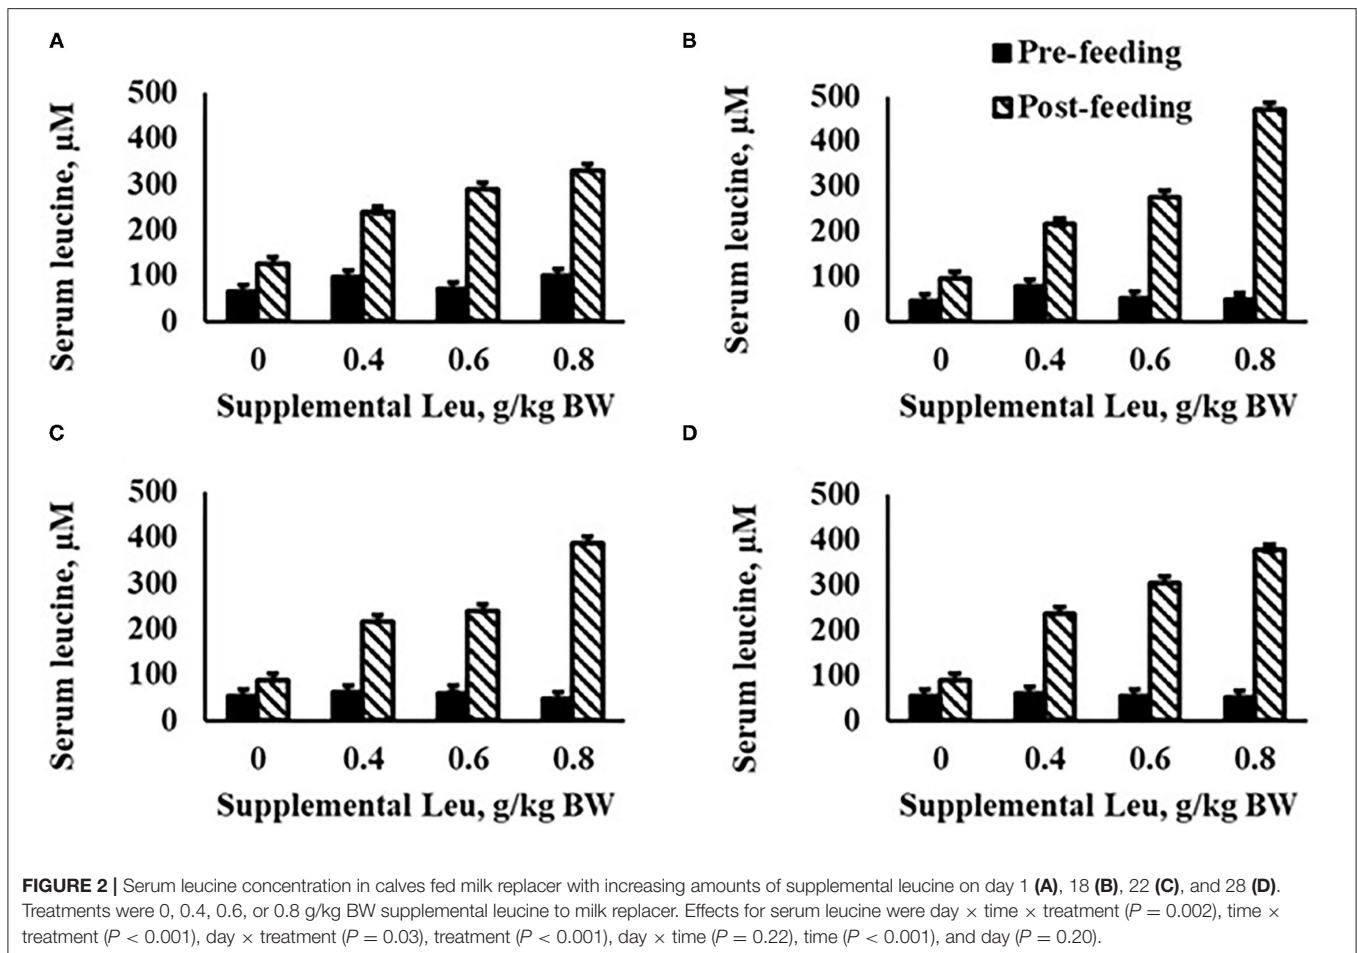 A
Serum leucine, µM
500
400
300
200
100
0
0 0.4 0.6 0.8
Supplemental Leu, g/kg BW
B
Pre-feeding
Post-feeding
Serum leucine, µM
500
400
300
200
100
0
0 0.4 0.6 0.8
Supplemental Leu, g/kg BW
C
Serum leucine, µM
500
400
300
200
100
0
0 0.4 0.6 0.8
Supplemental Leu, g/kg BW
D
Serum leucine, µM
500
400
300
200
100
0
0 0.4 0.6 0.8
Supplemental Leu, g/kg BW
FIGURE 2 | Serum leucine concentration in calves fed milk replacer with increasing amounts of supplemental leucine on day 1 (A), 18 (B), 22 (C), and 28 (D).
Treatments were 0, 0.4, 0.6, or 0.8 g/kg BW supplemental leucine to milk replacer. Effects for serum leucine were day × time × treatment (P = 0.002), time ×
treatment (P < 0.001), day × treatment (P = 0.03), treatment (P < 0.001), day × time (P = 0.22), time (P < 0.001), and day (P = 0.20).